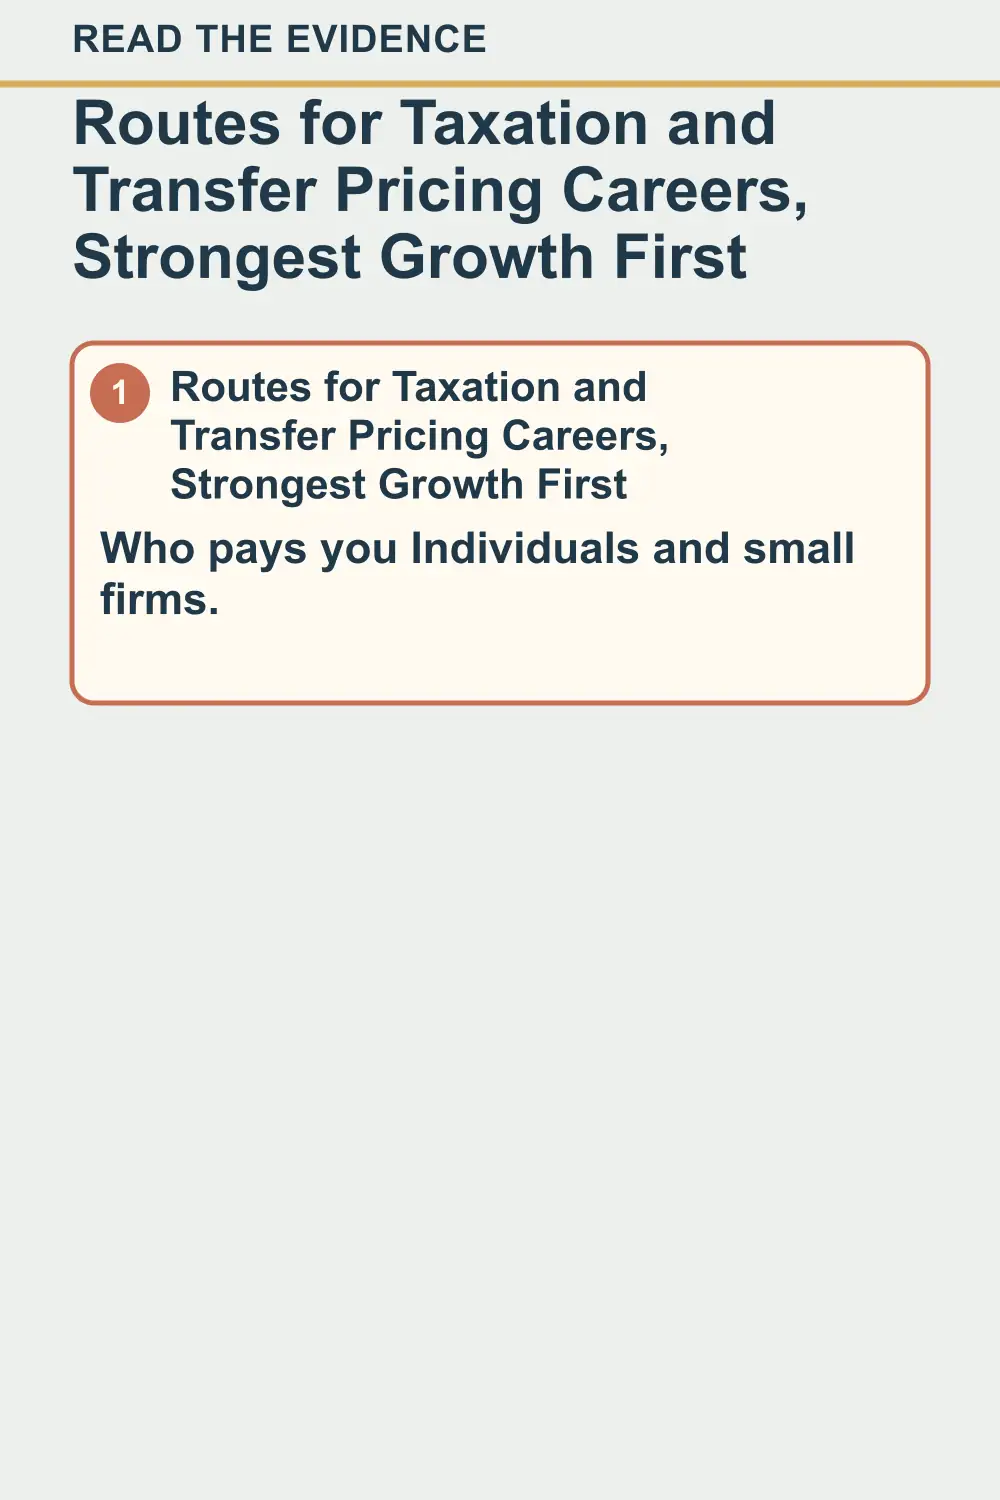 READ THE EVIDENCE
Routes for Taxation and
Transfer Pricing Careers,
Strongest Growth First
1
Routes for Taxation and
Transfer Pricing Careers,
Strongest Growth First
Who pays you Individuals and small
firms.